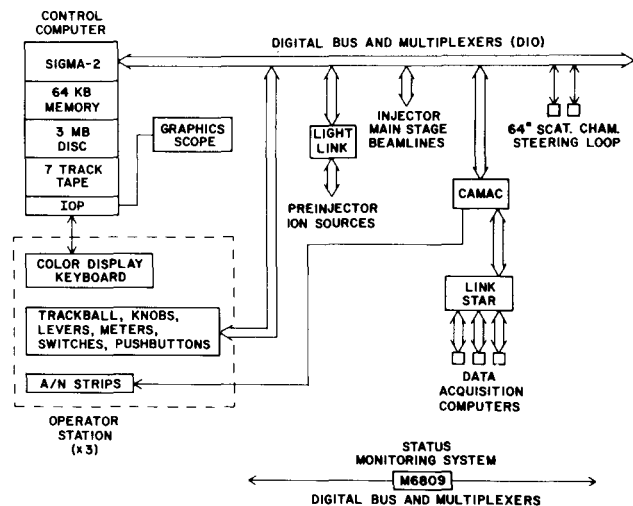 CONTROL
COMPUTER
SIGMA-2
64 KB
MEMORY
3 MB
DISC
7 TRACK
TAPE
IOP
GRAPHICS
SCOPE
DIGITAL BUS AND MULTIPLEXERS (DIO)
LIGHT
LINK
PREINJECTOR
ION SOURCES
INJECTOR
MAIN STAGE
BEAMLINES
64" SCAT. CHAM.
STEERING LOOP
CAMAC
LINK
STAR
DATA
ACQUISITION
COMPUTERS
COLOR DISPLAY
KEYBOARD
TRACKBALL, KNOBS,
LEVERS, METERS,
SWITCHES, PUSHBUTTONS
A/N STRIPS
OPERATOR
STATION
(x3)
STATUS
MONITORING SYSTEM
M6809
DIGITAL BUS AND MULTIPLEXERS